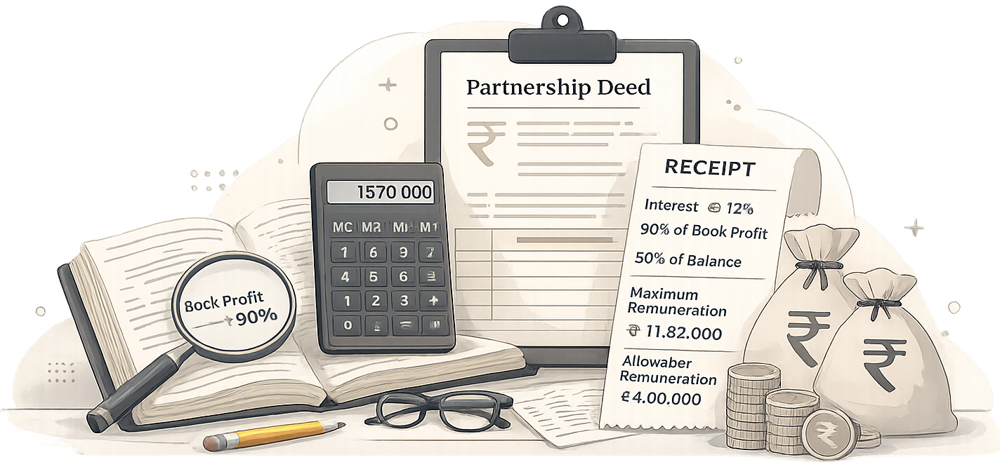 Partnership Deed
₹
RECEIPT
Interest 12%
90% of Book Profit
50% of Balance
Maximum
Remuneration
11.82.000
Allowaber
Remuneration
4.00.000
1570 000
MC
1 6 9
4 5 6
1 2 3 +
0
Bock Profit
90%
₹
₹
₹